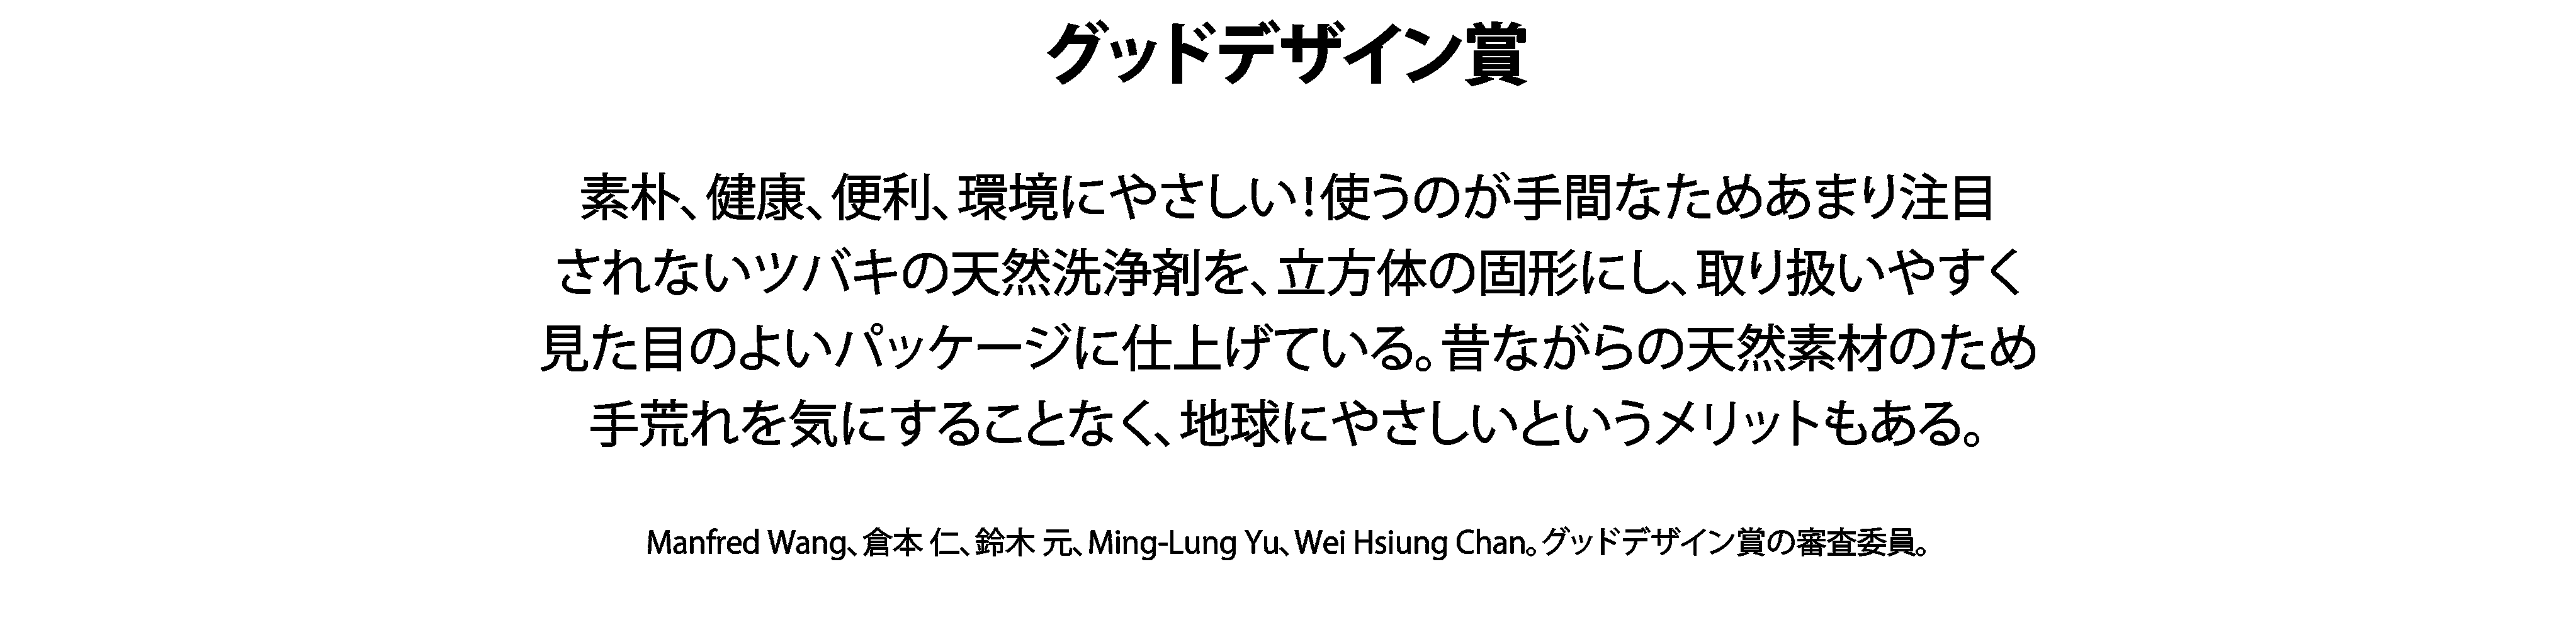 グッドデザイン賞
素朴、健康、便利、環境にやさしい！使うのが手間なためあまり注目
されないツバキの天然洗浄剤を、立方体の固形にし、取り扱いやすく
見た目のよいパッケージに仕上げている。昔ながらの天然素材のため
手荒れを気にすることなく、地球にやさしいというメリットもある。
Manfred Wang、倉本 仁、鈴木 元、Ming-Lung Yu、Wei Hsiung Chan。グッドデザイン賞の審査委員。